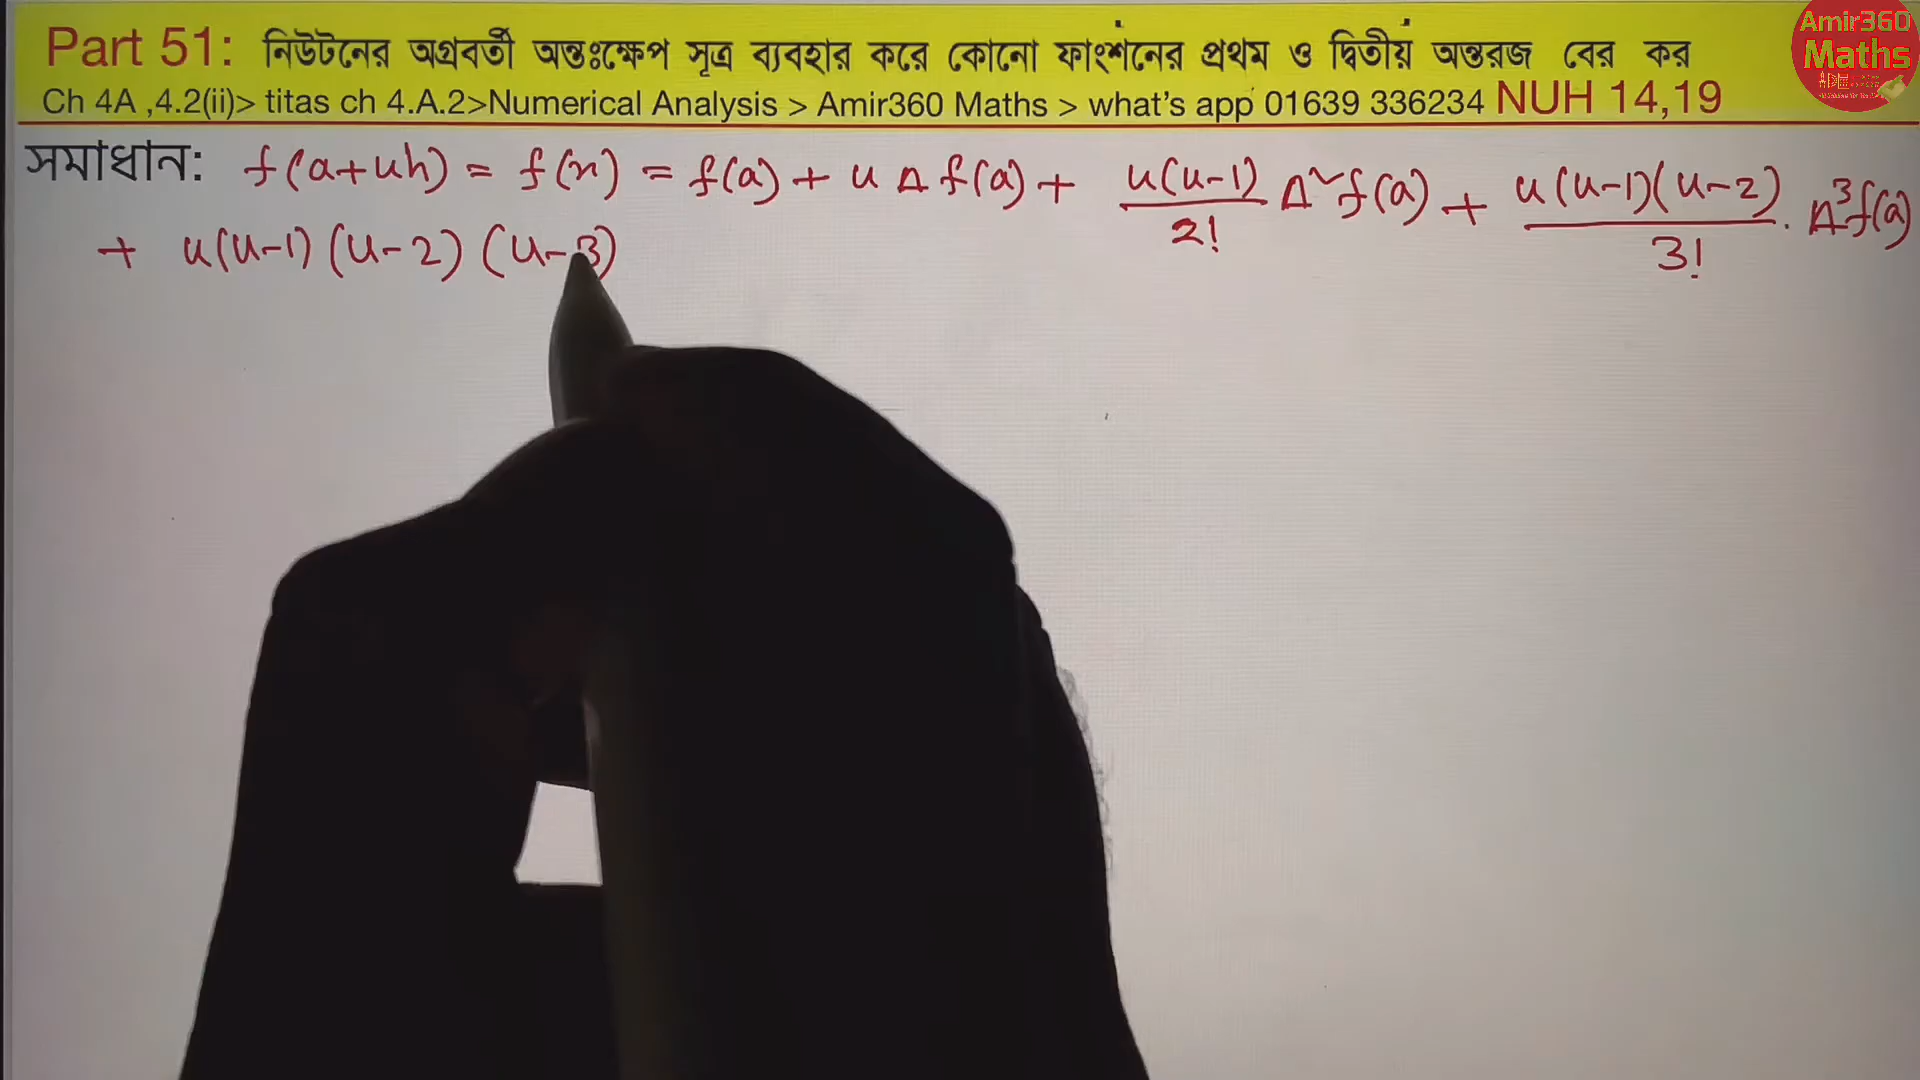 Part 51: নিউটনের অগ্রবর্তী অন্তঃক্ষেপ সূত্র ব্যবহার করে কোনো ফাংশনের প্রথম ও দ্বিতীয় অন্তরজ বের কর
Ch 4A ,4.2(ii)> titas ch 4.A.2>Numerical Analysis > Amir360 Maths > what's app 01639 336234 NUH 14,19
Amir360
Maths
সমাধান: f(a+uh) = f(x) = f(a) + u Δ f(a) + u(u-1)/2! Δ² f(a) + u(u-1)(u-2)/3! . Δ³f(a)
+ u(u-1) (u-2) (u-3)